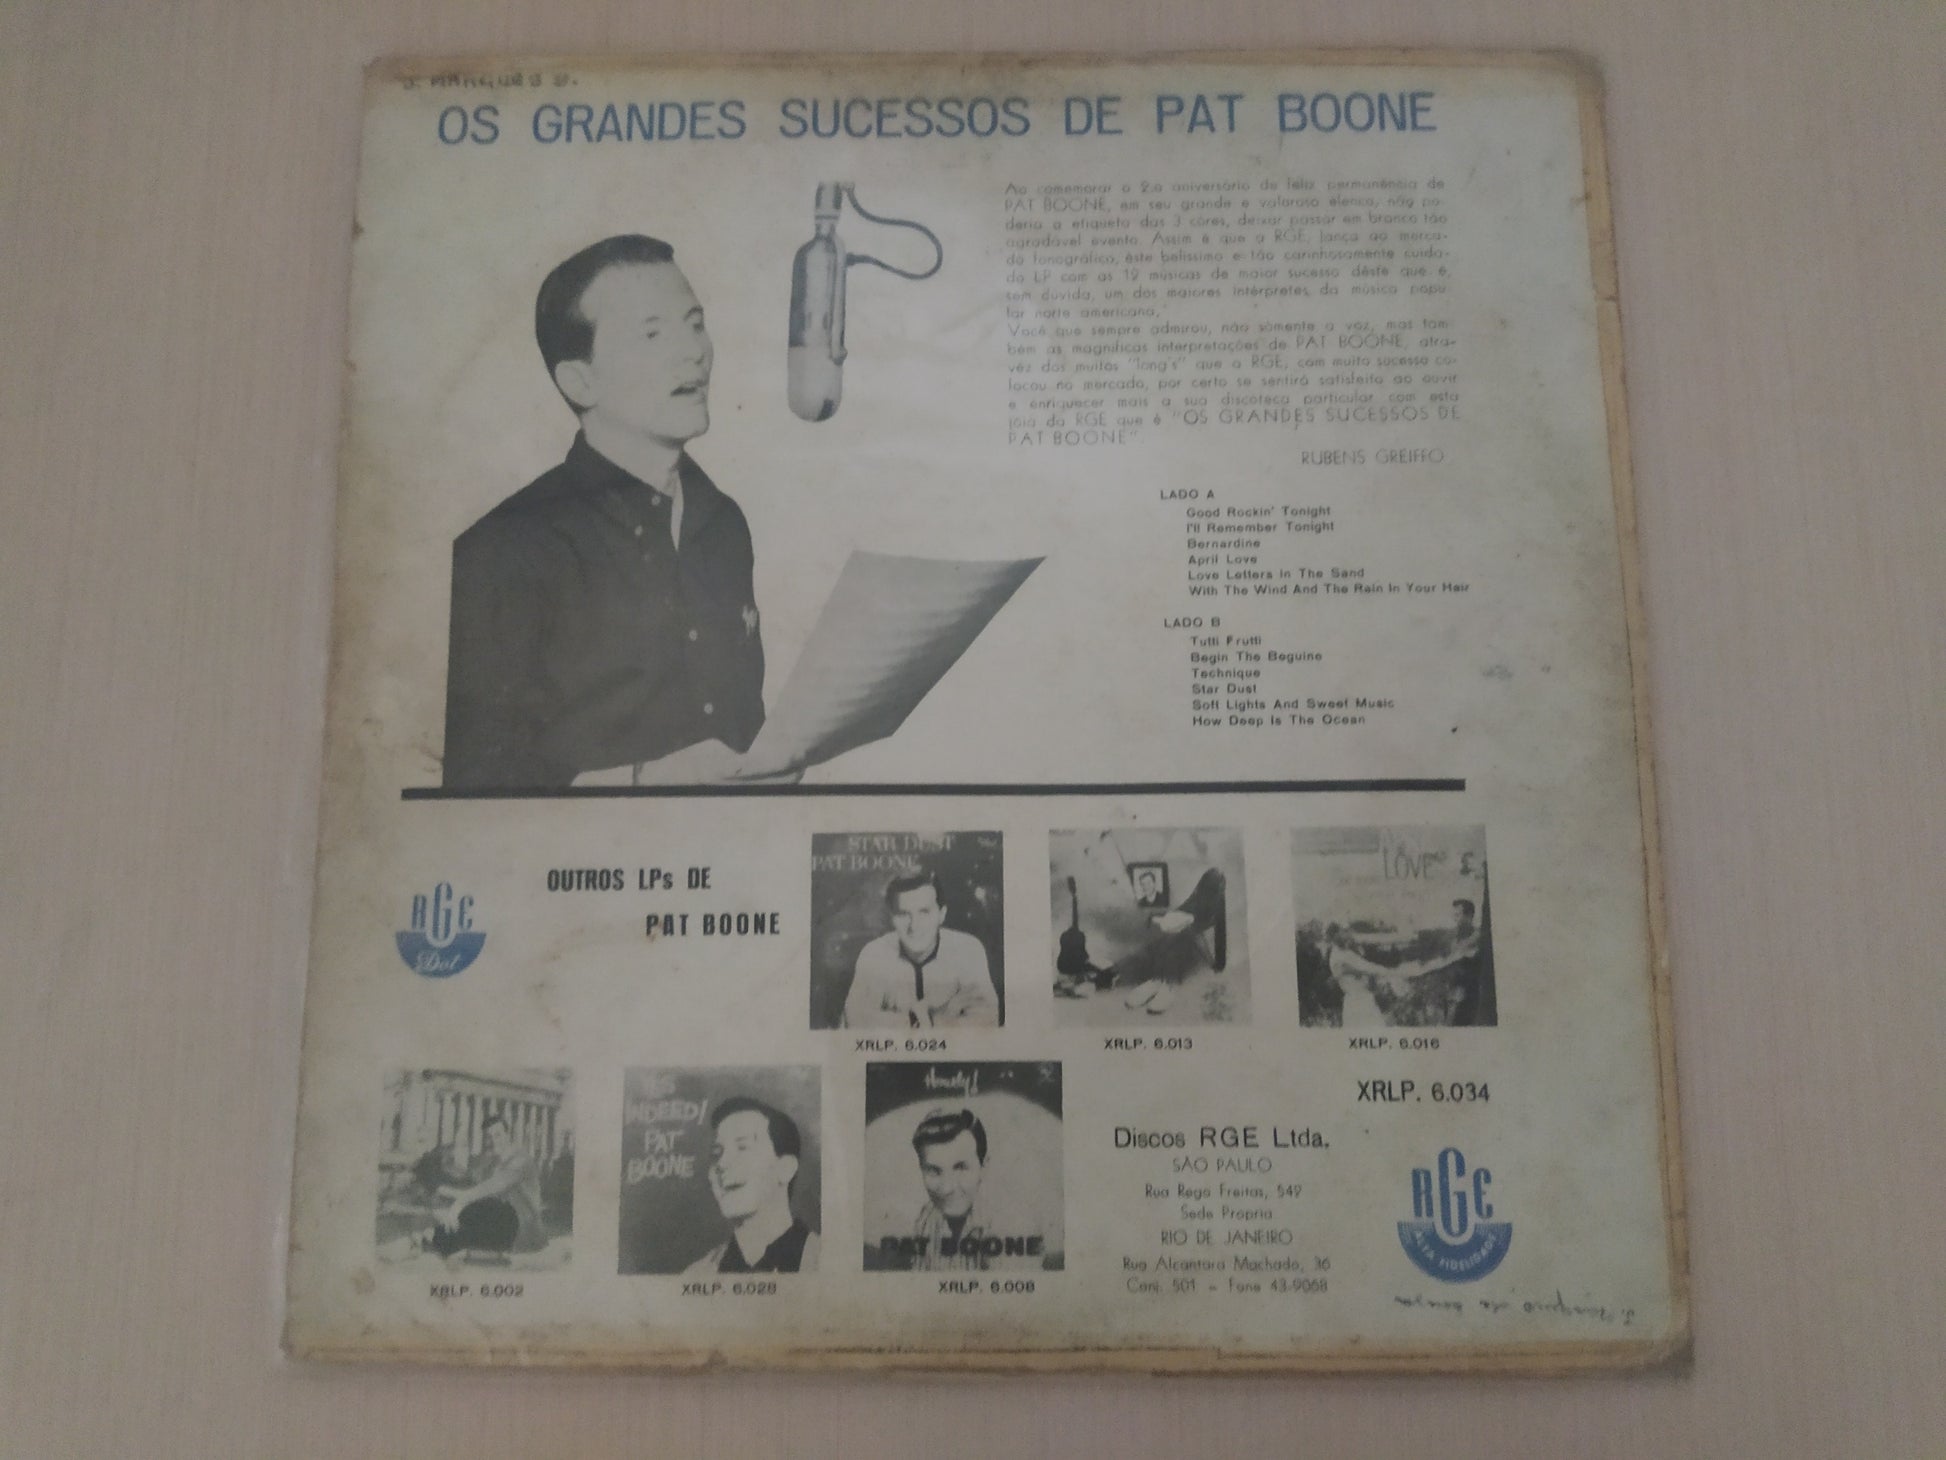 J. MARQUES D.
OS GRANDES SUCESSOS DE PAT BOONE
Ao comemorar o 2.o aniversário de feliz permanência de
PAT BOONE, em seu grande e valoroso elenco, não po-
deria a etiquêta das 3 côres, deixar passar em branco tão
agradável evento. Assim é que a RGE, lança ao merca-
do fonográfico, êste belíssimo e tão carinhosamente cuida-
do LP com as 12 músicas de maior sucesso dêste que é,
sem dúvida, um dos maiores intérpretes da música popu-
lar norte americana.
Você que sempre admirou, não sòmente a voz, mas tam-
bém as magníficas interpretações de PAT BOONE, atra-
véz dos muitos "long's" que a RGE, com muito sucesso co-
locou no mercado, por certo se sentirá satisfeito ao ouvir
e enriquecer mais a sua discoteca particular com esta
jóia da RGE que é "OS GRANDES SUCESSOS DE
PAT BOONE".
RUBENS GREIFFO
LADO A
Good Rockin' Tonight
I'll Remember Tonight
Bernardine
April Love
Love Letters In The Sand
With The Wind And The Rain In Your Hair
LADO B
Tutti Frutti
Begin The Beguine
Technique
Star Dust
Soft Lights And Sweet Music
How Deep Is The Ocean
RGE
Dot
OUTROS LPs DE
PAT BOONE
STAR DUST
PAT BOONE
LOVE
XRLP. 6.024
XRLP. 6.013
XRLP. 6.016
INDEED!
PAT
BOONE
Howdy!
PAT BOONE
XRLP. 6.002
XRLP. 6.028
XRLP. 6.008
XRLP. 6.034
Discos RGE Ltda.
SÃO PAULO
Rua Rego Freitas, 549
Sede Propria
RIO DE JANEIRO
Rua Alcantara Machado, 36
Conj. 501 - Fone 43-9068
RGE
ALTA FIDELIDADE